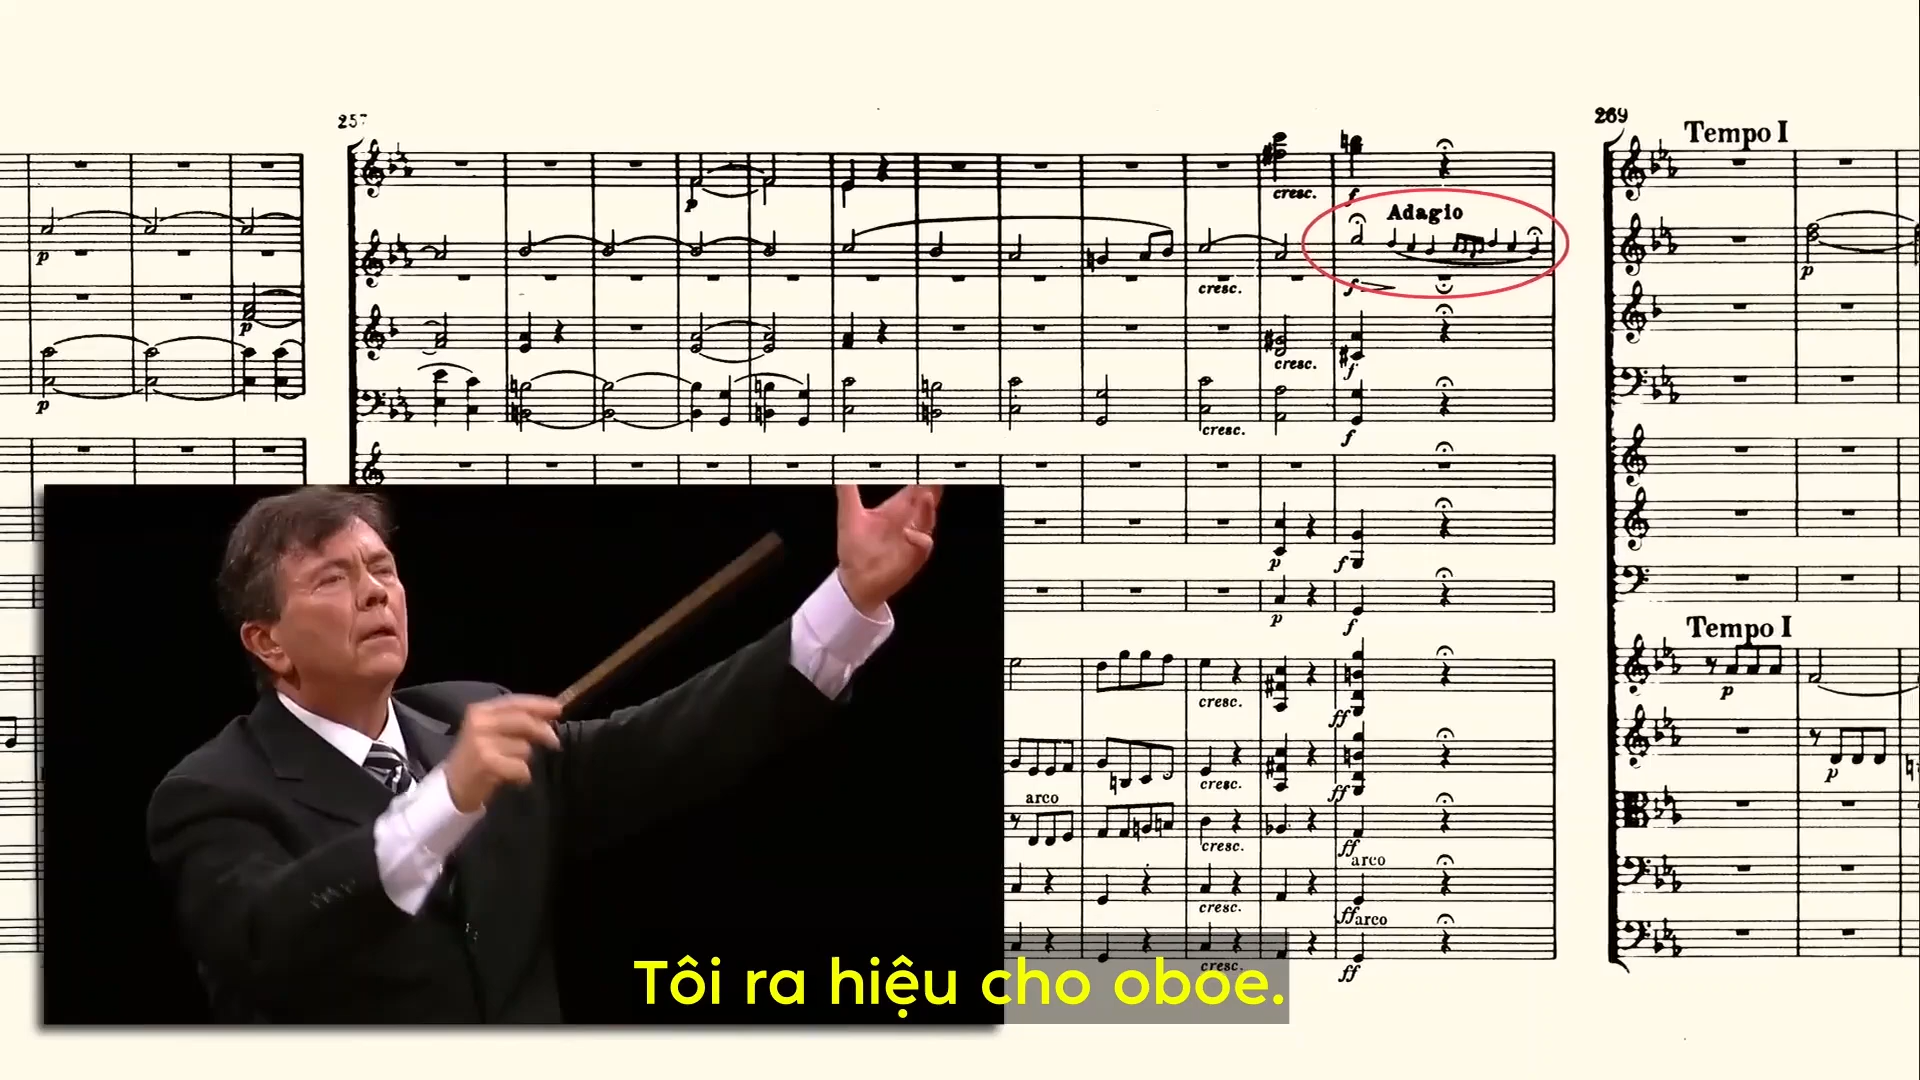 257
269
Tempo I
cresc.
f
p
Adagio
p
p
cresc.
f
p
cresc.
f
p
cresc.
f
p
f
p
f
Tempo I
p
cresc.
ff
cresc.
ff
p
arco
cresc.
ff
arco
cresc.
ff
arco
cresc.
ff
Tôi ra hiệu cho oboe.